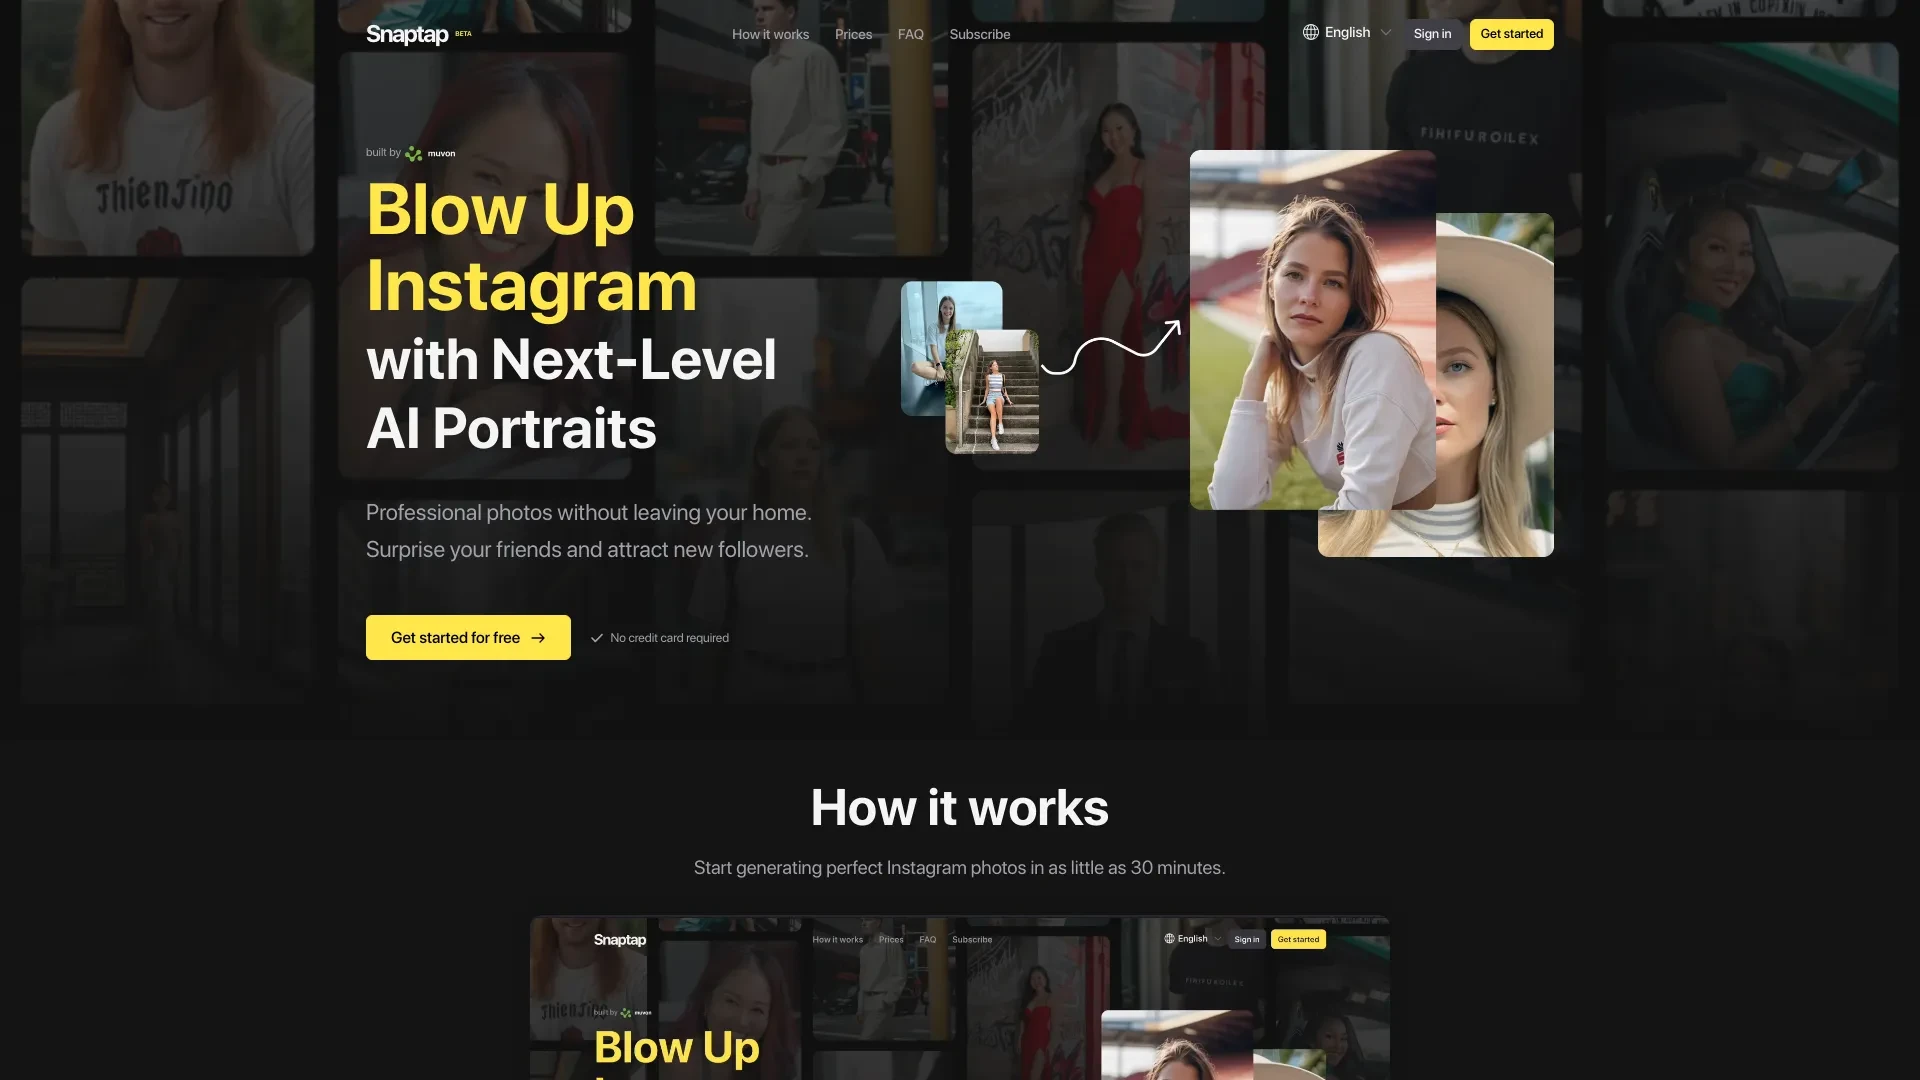 Snaptap BETA
How it works Prices FAQ Subscribe
English
Sign in
Get started
built by muvon
Blow Up
Instagram
with Next-Level
AI Portraits
Professional photos without leaving your home.
Surprise your friends and attract new followers.
Get started for free →
No credit card required
FIHIFUROILEX
How it works
Start generating perfect Instagram photos in as little as 30 minutes.
Snaptap
How it works Prices FAQ Subscribe
English
Sign in
Get started
FIHIFUROILEX
built by muvon
Blow Up